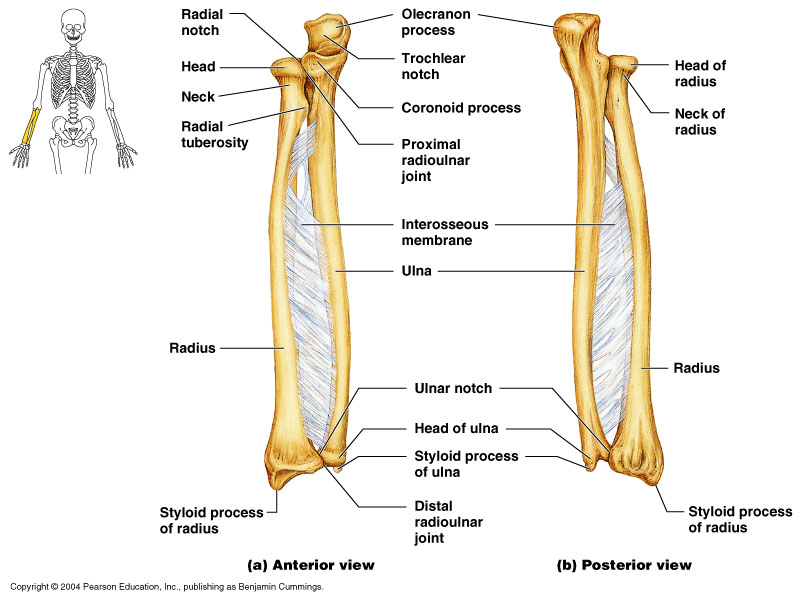 Radial
notch
Head
Neck
Radial
tuberosity
Olecranon
process
Trochlear
notch
Coronoid process
Proximal
radioulnar
joint
Interosseous
membrane
Ulna
Head of
radius
Neck of
radius
Radius
Radius
Ulnar notch
Head of ulna
Styloid process
of ulna
Distal
radioulnar
joint
Styloid process
of radius
Styloid process
of radius
(a) Anterior view
(b) Posterior view
Copyright © 2004 Pearson Education, Inc., publishing as Benjamin Cummings.